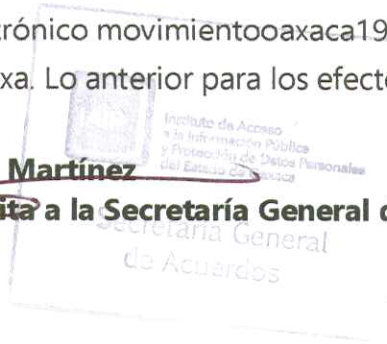 trónico movimientooaxaca19
xa. Lo anterior para los efecto
Instituto de Acceso
a la Información Pública
y Protección de Datos Personales
del Estado de Oaxaca
Martínez
ita a la Secretaría General d
Secretaría General
de Acuerdos